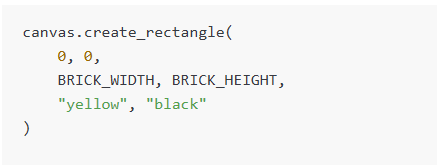 canvas.create_rectangle(
    0, 0,
    BRICK_WIDTH, BRICK_HEIGHT,
    "yellow", "black"
)